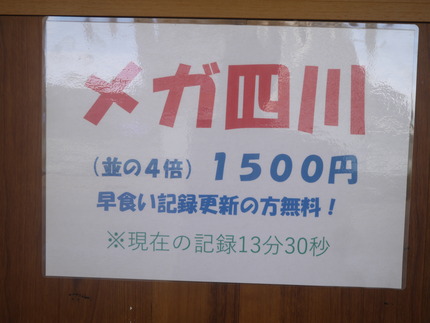 メガ四川
（並の４倍）１５００円
早食い記録更新の方無料！
※現在の記録13分30秒